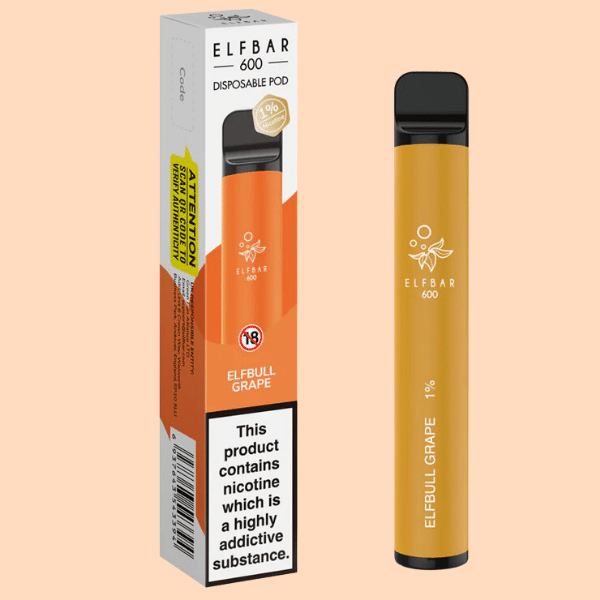 ELFBAR
600
DISPOSABLE POD
1%
nicotine
Code
ATTENTION
SCAN QR CODE TO
VERIFY AUTHENTICITY
ELFBAR
600
18
ELFBULL
GRAPE
This
product
contains
nicotine
which is
a highly
addictive
substance.
ELFBAR
600
ELFBULL GRAPE 1%